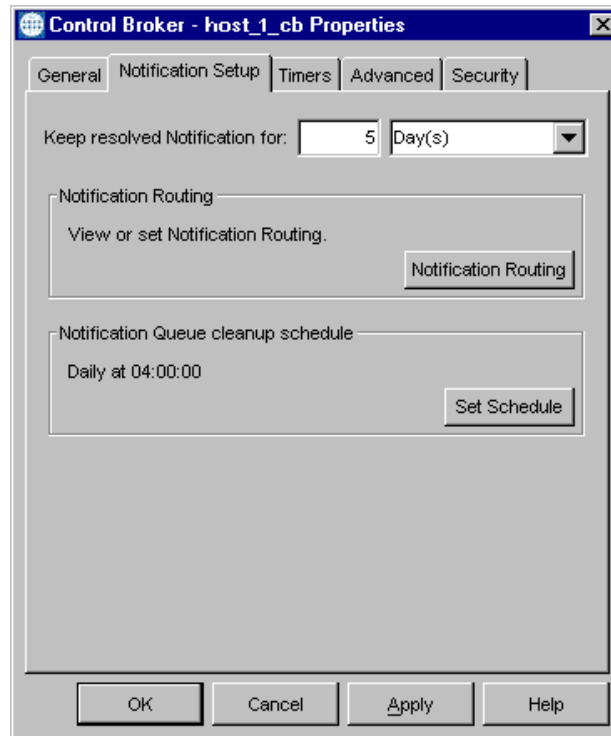 Control Broker - host_1_cb Properties
General Notification Setup Timers Advanced Security
Keep resolved Notification for: 5 Day(s)
Notification Routing
View or set Notification Routing.
Notification Routing
Notification Queue cleanup schedule
Daily at 04:00:00
Set Schedule
OK Cancel Apply Help